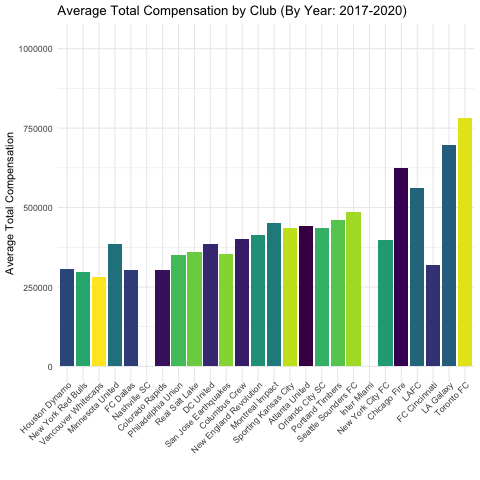 Average Total Compensation by Club (By Year: 2017-2020)
Average Total Compensation
1000000
750000
500000
250000
0
Houston Dynamo
New York Red Bulls
Vancouver Whitecaps
Minnesota United
FC Dallas
Nashville SC
Colorado Rapids
Philadelphia Union
Real Salt Lake
DC United
San Jose Earthquakes
Columbus Crew
New England Revolution
Montreal Impact
Sporting Kansas City
Atlanta United
Orlando City SC
Portland Timbers
Seattle Sounders FC
Inter Miami
New York City FC
Chicago Fire
LAFC
FC Cincinnati
LA Galaxy
Toronto FC